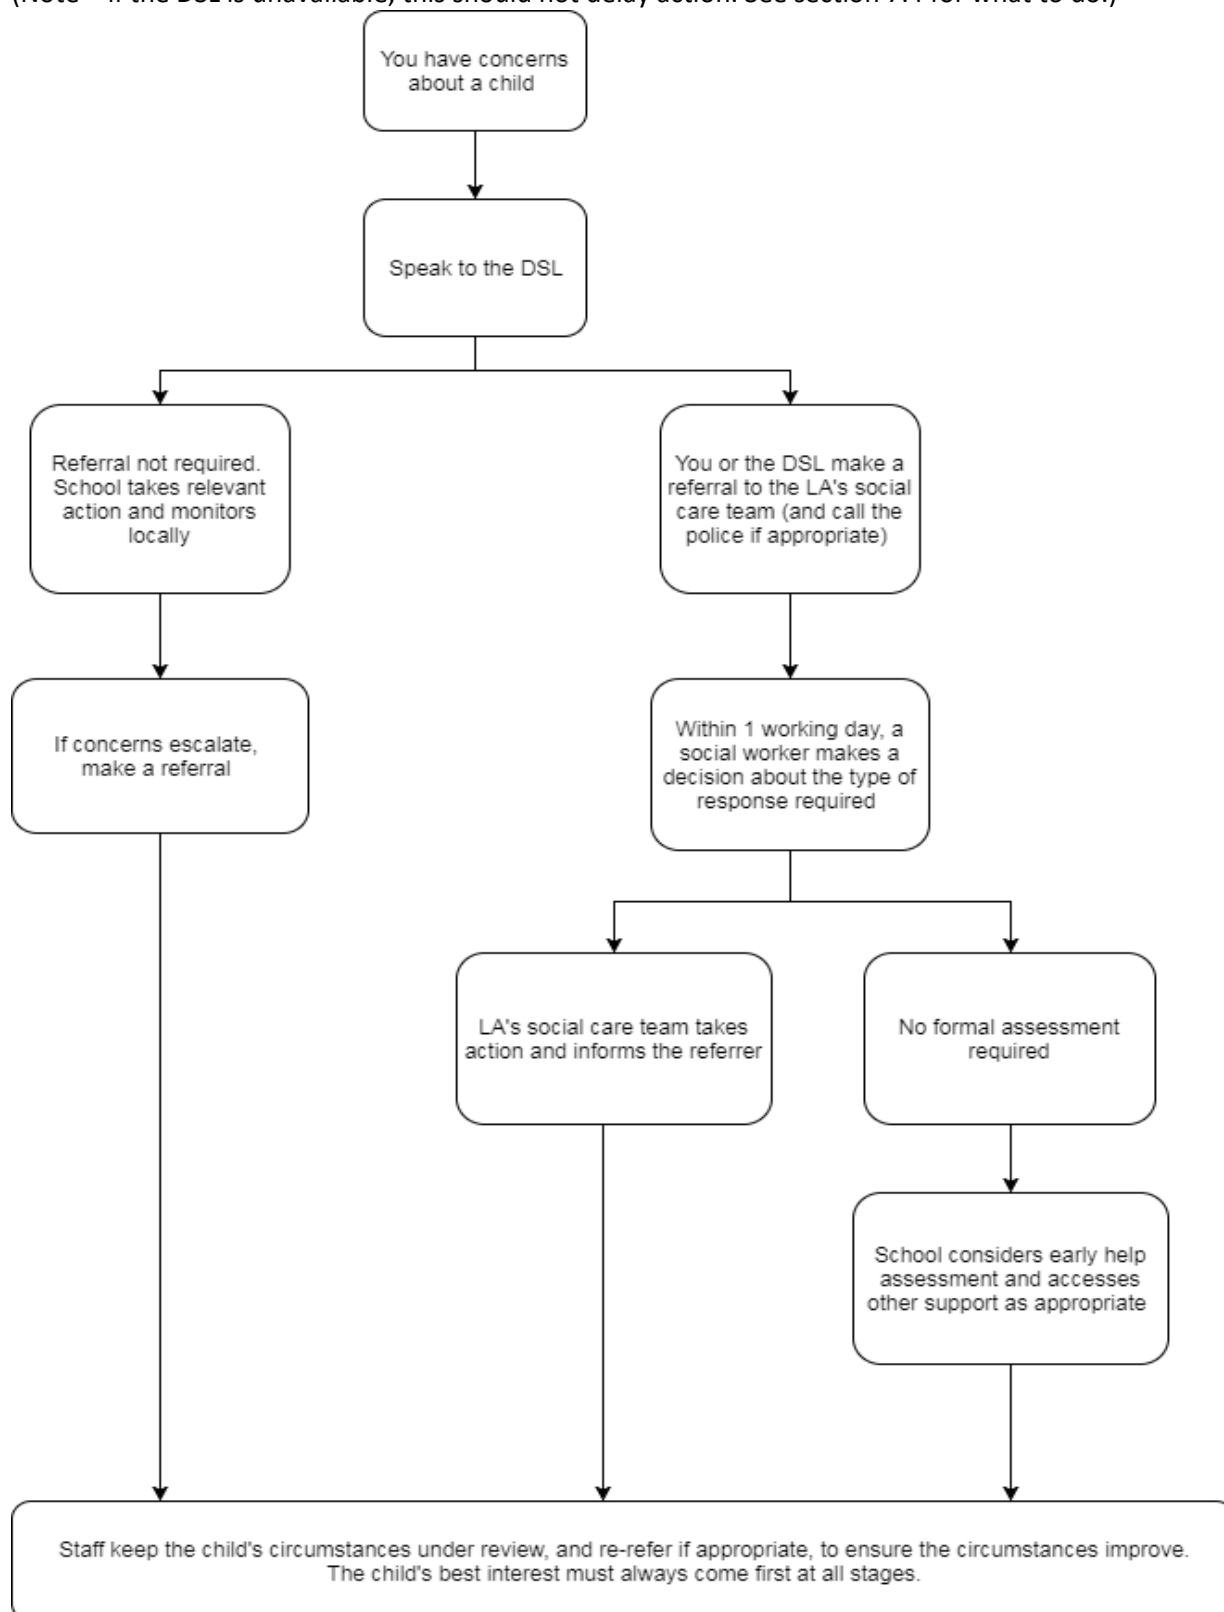 (Note – if the DSL is unavailable, this should not delay action. See section 7.4 for what to do.)
You have concerns
about a child
Speak to the DSL
Referral not required.
School takes relevant
action and monitors
locally
You or the DSL make a
referral to the LA's social
care team (and call the
police if appropriate)
If concerns escalate,
make a referral
Within 1 working day, a
social worker makes a
decision about the type of
response required
LA's social care team takes
action and informs the referrer
No formal assessment
required
School considers early help
assessment and accesses
other support as appropriate
Staff keep the child's circumstances under review, and re-refer if appropriate, to ensure the circumstances improve.
The child's best interest must always come first at all stages.